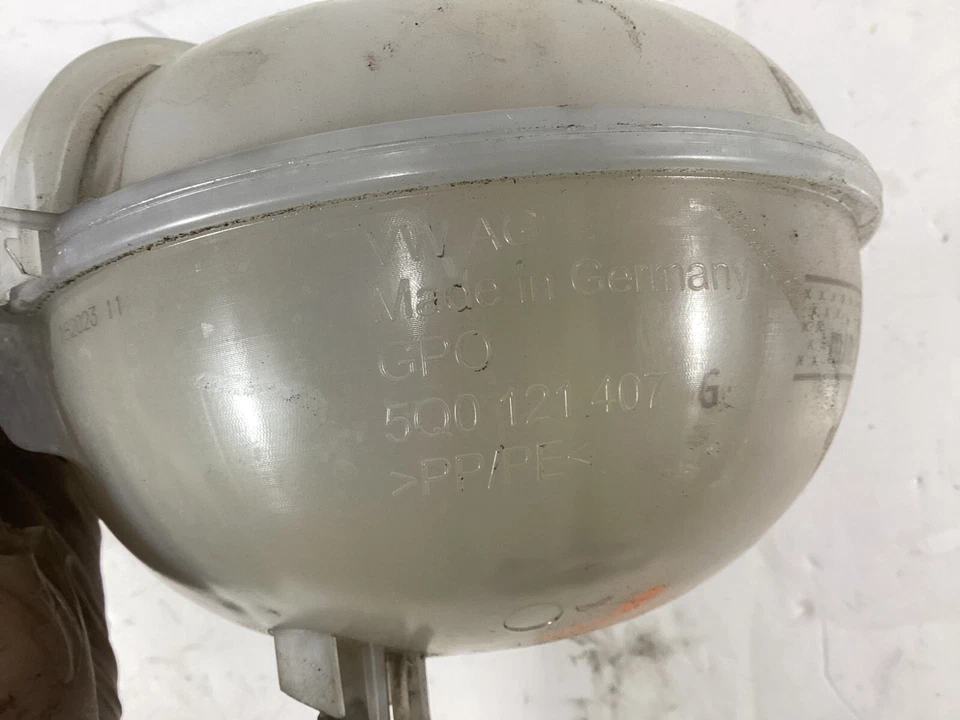 VW AG
Made in Germany
GPO
5Q0 121 407 G
>PP/PE<